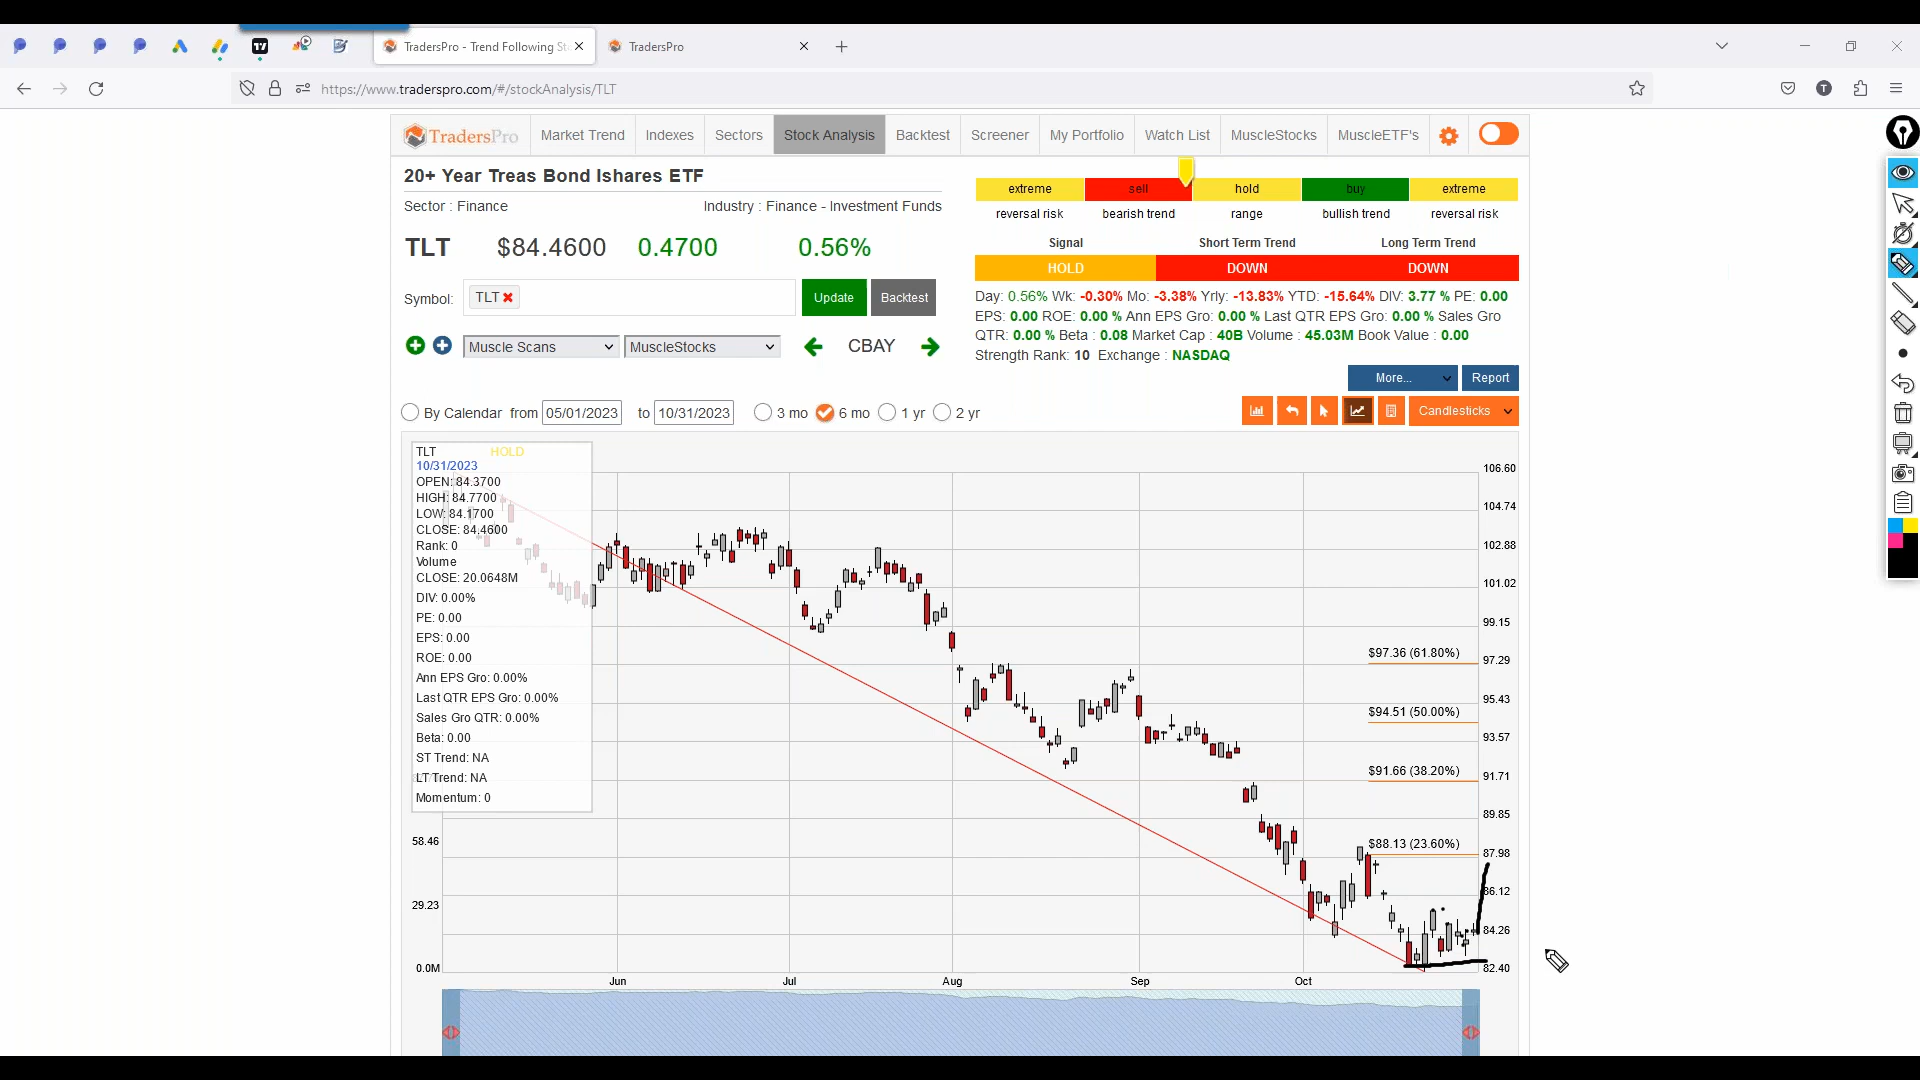 TradersPro - Trend Following St
TradersPro
https://www.traderspro.com/#/stockAnalysis/TLT
TradersPro Market Trend Indexes Sectors Stock Analysis Backtest Screener My Portfolio Watch List MuscleStocks MuscleETF's
20+ Year Treas Bond Ishares ETF
Sector : Finance Industry : Finance - Investment Funds
TLT $84.4600 0.4700 0.56%
Symbol: TLT Update Backtest
Muscle Scans MuscleStocks CBAY
extreme sell hold buy extreme
reversal risk bearish trend range bullish trend reversal risk
Signal Short Term Trend Long Term Trend
HOLD DOWN DOWN
Day: 0.56% Wk: -0.30% Mo: -3.38% Yrly: -13.83% YTD: -15.64% DIV: 3.77 % PE: 0.00
EPS: 0.00 ROE: 0.00 % Ann EPS Gro: 0.00 % Last QTR EPS Gro: 0.00 % Sales Gro
QTR: 0.00 % Beta : 0.08 Market Cap : 40B Volume : 45.03M Book Value : 0.00
Strength Rank: 10 Exchange : NASDAQ
More... Report
By Calendar from 05/01/2023 to 10/31/2023 3 mo 6 mo 1 yr 2 yr
Candlesticks
TLT HOLD
10/31/2023
OPEN: 84.3700
HIGH: 84.7700
LOW: 84.1700
CLOSE: 84.4600
Rank: 0
Volume
CLOSE: 20.0648M
DIV: 0.00%
PE: 0.00
EPS: 0.00
ROE: 0.00
Ann EPS Gro: 0.00%
Last QTR EPS Gro: 0.00%
Sales Gro QTR: 0.00%
Beta: 0.00
ST Trend: NA
LT Trend: NA
Momentum: 0
58.46
29.23
0.0M
106.60
104.74
102.88
101.02
99.15
$97.36 (61.80%)
97.29
95.43
$94.51 (50.00%)
93.57
$91.66 (38.20%)
91.71
89.85
$88.13 (23.60%)
87.98
86.12
84.26
82.40
Jun Jul Aug Sep Oct
T